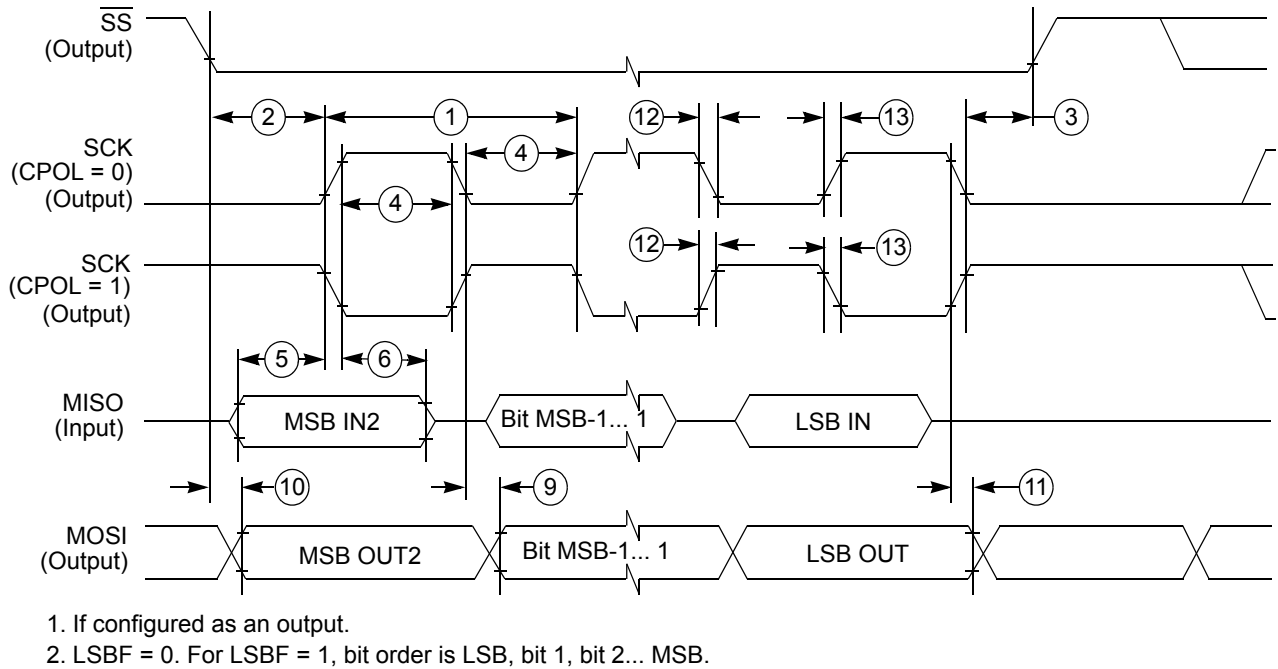 SS
(Output)
2
1
12
13
3
SCK
(CPOL = 0)
(Output)
4
4
12
13
SCK
(CPOL = 1)
(Output)
5
6
MISO
(Input)
MSB IN2
Bit MSB-1... 1
LSB IN
10
9
11
MOSI
(Output)
MSB OUT2
Bit MSB-1... 1
LSB OUT
1. If configured as an output.
2. LSBF = 0. For LSBF = 1, bit order is LSB, bit 1, bit 2... MSB.